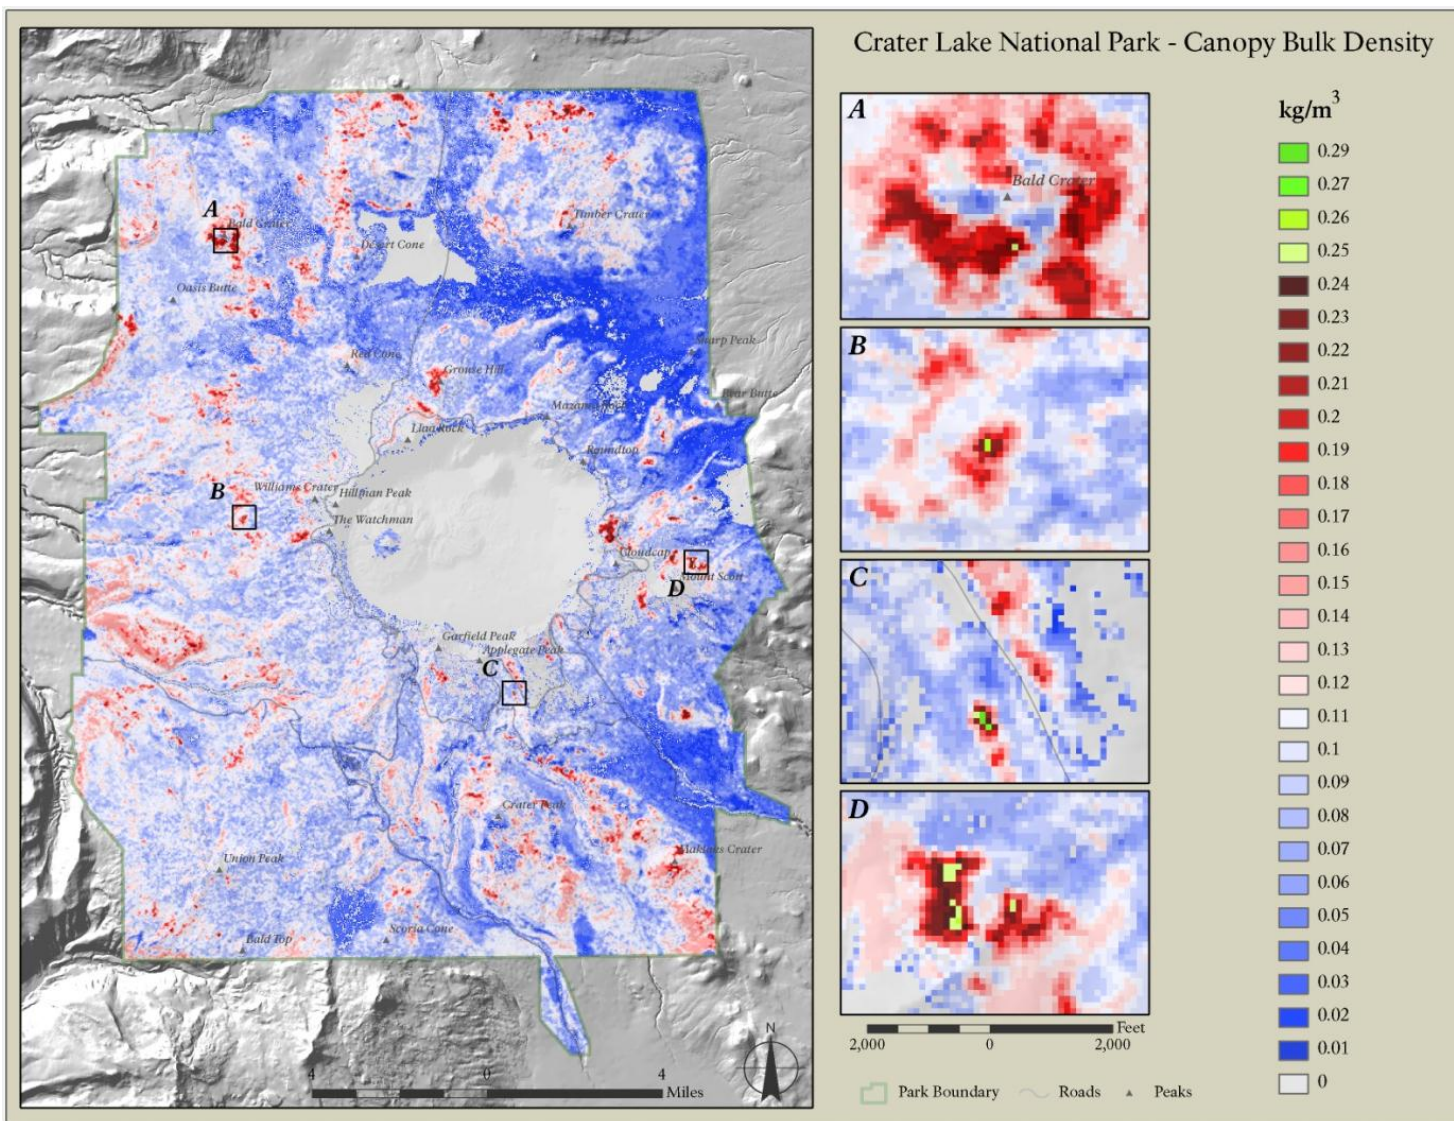 Crater Lake National Park - Canopy Bulk Density
A
Bald Crater
Timber Crater
Desert Cone
Oasis Butte
Red Cone
Sharp Peak
Grouse Hill
Bear Butte
Mazama Rock
Llao Rock
Roundtop
B
Williams Crater
Hillman Peak
The Watchman
Cloudcap
Mount Scott
D
Garfield Peak
Applegate Peak
C
Crater Peak
Maklaks Crater
Union Peak
Scoria Cone
Bald Top
4 0 4 Miles
N
A
Bald Crater
B
C
D
Feet
2,000 0 2,000
Park Boundary Roads Peaks
kg/m³
0.29
0.27
0.26
0.25
0.24
0.23
0.22
0.21
0.2
0.19
0.18
0.17
0.16
0.15
0.14
0.13
0.12
0.11
0.1
0.09
0.08
0.07
0.06
0.05
0.04
0.03
0.02
0.01
0